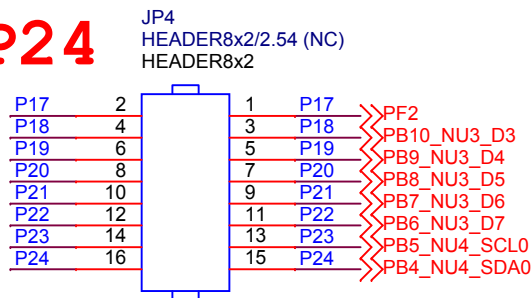 P24
JP4
HEADER8x2/2.54 (NC)
HEADER8x2
P17 2 1 P17 PF2
P18 4 3 P18 PB10_NU3_D3
P19 6 5 P19 PB9_NU3_D4
P20 8 7 P20 PB8_NU3_D5
P21 10 9 P21 PB7_NU3_D6
P22 12 11 P22 PB6_NU3_D7
P23 14 13 P23 PB5_NU4_SCL0
P24 16 15 P24 PB4_NU4_SDA0